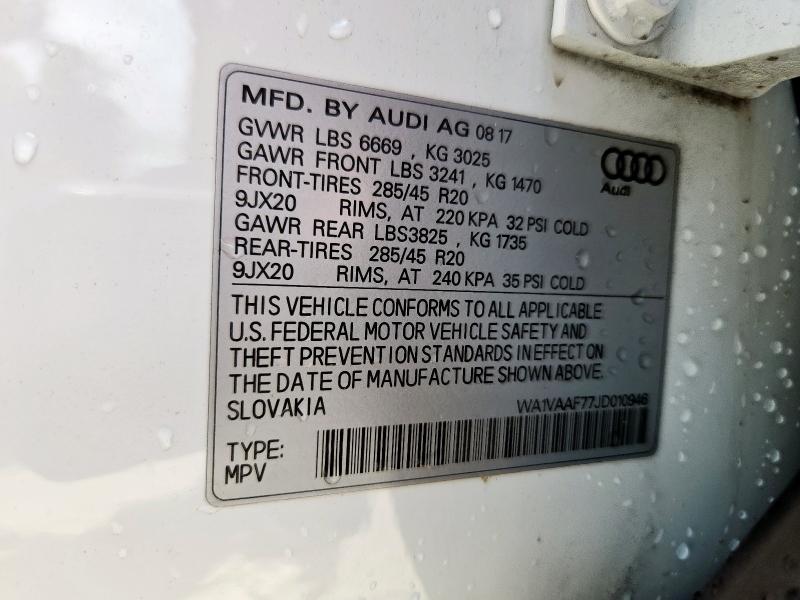 MFD. BY AUDI AG 08 17
GVWR LBS 6669 , KG 3025
GAWR FRONT LBS 3241 , KG 1470
FRONT-TIRES 285/45 R20
9JX20 RIMS, AT 220 KPA 32 PSI COLD
GAWR REAR LBS3825 , KG 1735
REAR-TIRES 285/45 R20
9JX20 RIMS, AT 240 KPA 35 PSI COLD
Audi
THIS VEHICLE CONFORMS TO ALL APPLICABLE
U.S. FEDERAL MOTOR VEHICLE SAFETY AND
THEFT PREVENTION STANDARDS IN EFFECT ON
THE DATE OF MANUFACTURE SHOWN ABOVE.
SLOVAKIA WA1VAAF77JD010946
TYPE:
MPV